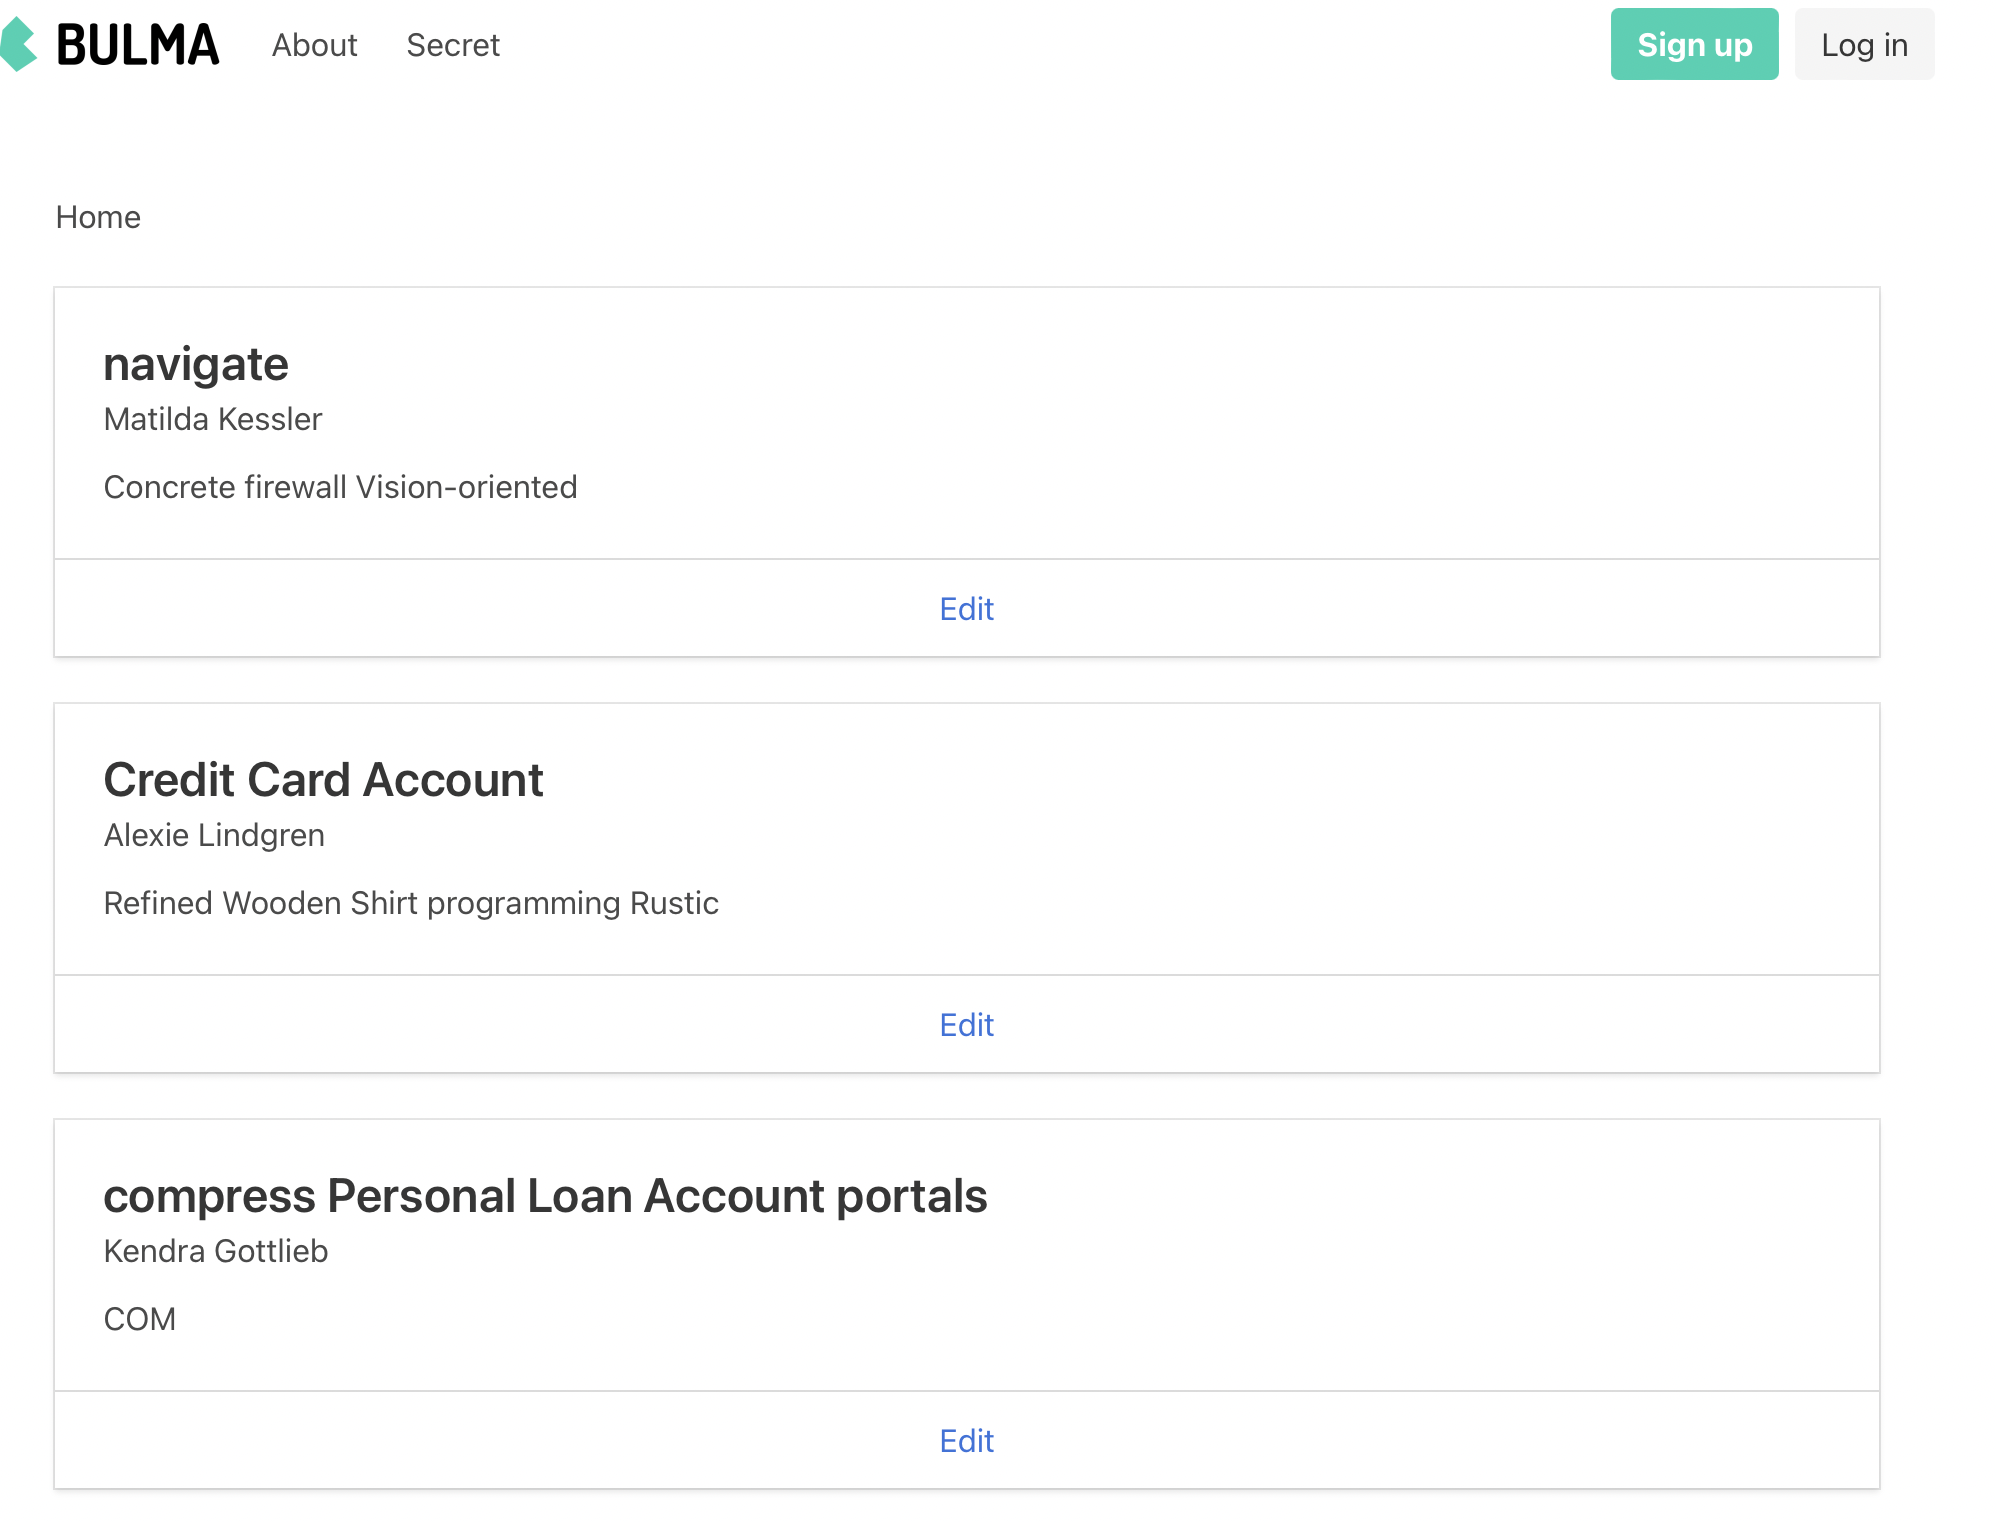 BULMA About Secret Sign up Log in
Home
navigate
Matilda Kessler
Concrete firewall Vision-oriented
Edit
Credit Card Account
Alexie Lindgren
Refined Wooden Shirt programming Rustic
Edit
compress Personal Loan Account portals
Kendra Gottlieb
COM
Edit